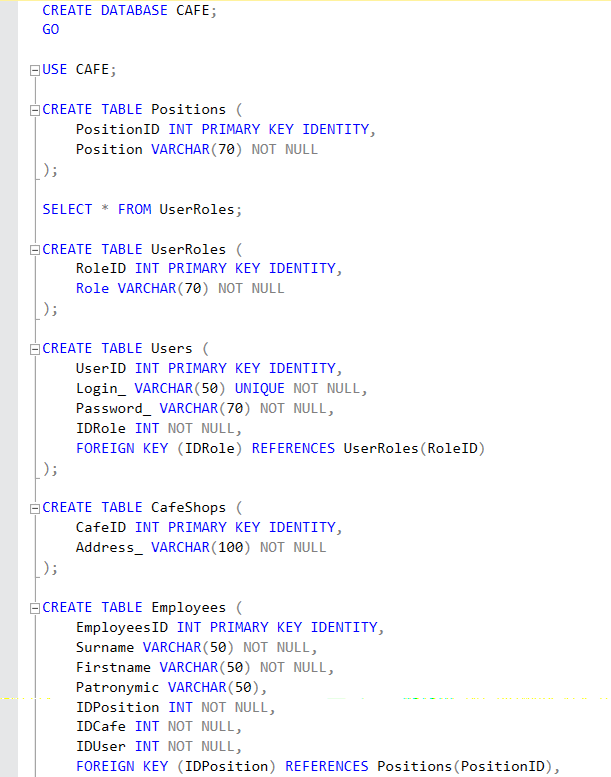 CREATE DATABASE CAFE;
GO
USE CAFE;
CREATE TABLE Positions (
PositionID INT PRIMARY KEY IDENTITY,
Position VARCHAR(70) NOT NULL
);
SELECT * FROM UserRoles;
CREATE TABLE UserRoles (
RoleID INT PRIMARY KEY IDENTITY,
Role VARCHAR(70) NOT NULL
);
CREATE TABLE Users (
UserID INT PRIMARY KEY IDENTITY,
Login_ VARCHAR(50) UNIQUE NOT NULL,
Password_ VARCHAR(70) NOT NULL,
IDRole INT NOT NULL,
FOREIGN KEY (IDRole) REFERENCES UserRoles(RoleID)
);
CREATE TABLE CafeShops (
CafeID INT PRIMARY KEY IDENTITY,
Address_ VARCHAR(100) NOT NULL
);
CREATE TABLE Employees (
EmployeesID INT PRIMARY KEY IDENTITY,
Surname VARCHAR(50) NOT NULL,
Firstname VARCHAR(50) NOT NULL,
Patronymic VARCHAR(50),
IDPosition INT NOT NULL,
IDCafe INT NOT NULL,
IDUser INT NOT NULL,
FOREIGN KEY (IDPosition) REFERENCES Positions(PositionID),